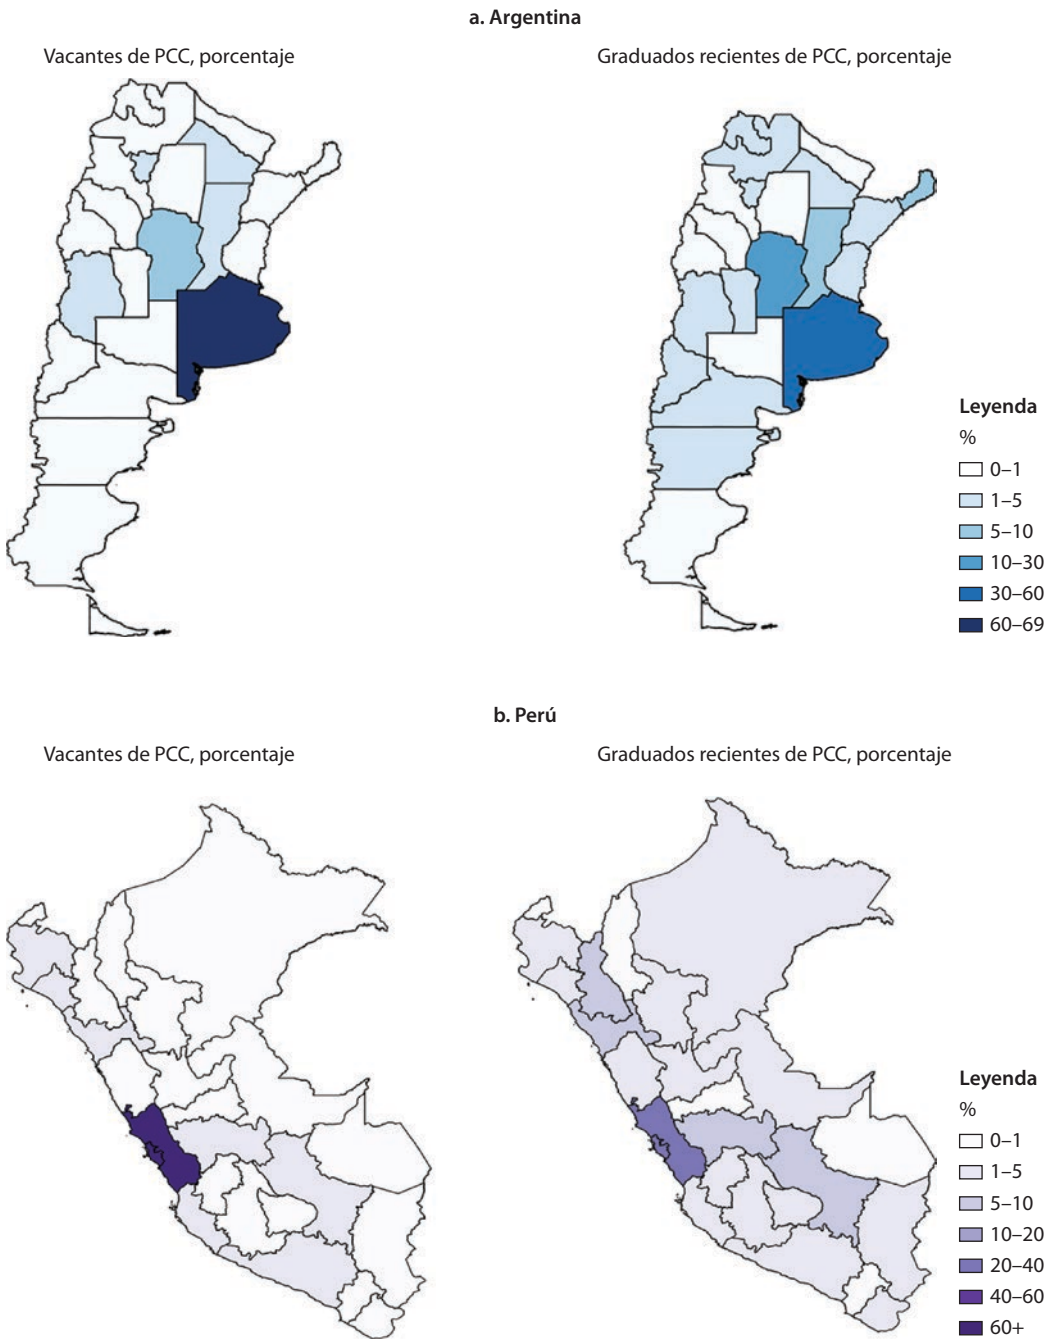 a. Argentina
Vacantes de PCC, porcentaje
Graduados recientes de PCC, porcentaje
Leyenda
%
0–1
1–5
5–10
10–30
30–60
60–69
b. Perú
Vacantes de PCC, porcentaje
Graduados recientes de PCC, porcentaje
Leyenda
%
0–1
1–5
5–10
10–20
20–40
40–60
60+